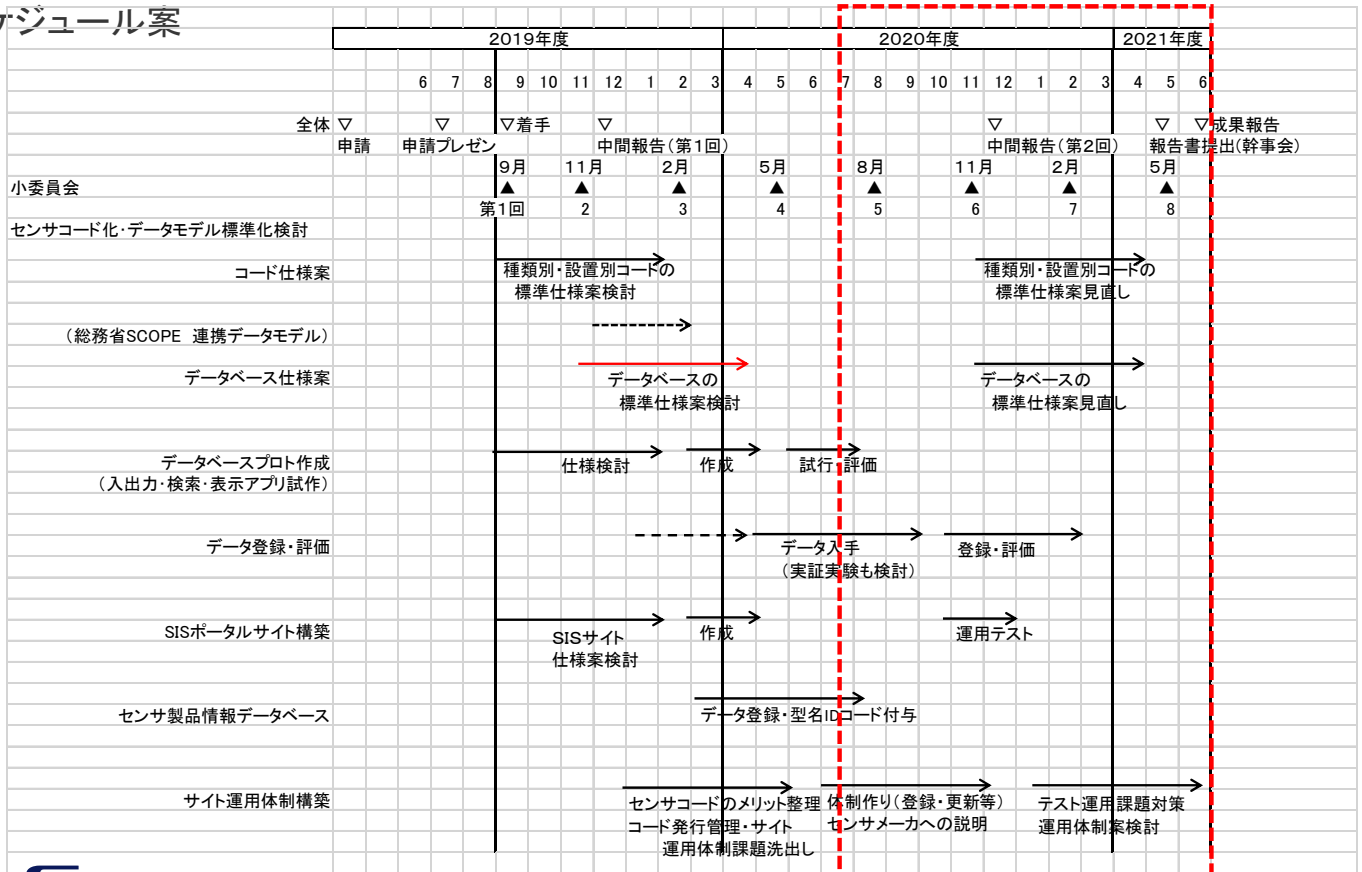 ケジュール案
2019年度 2020年度 2021年度
6 7 8 9 10 11 12 1 2 3 4 5 6 7 8 9 10 11 12 1 2 3 4 5 6
全体 ▽ ▽ ▽着手 ▽ ▽ ▽ ▽成果報告
申請 申請プレゼン 中間報告(第1回) 中間報告(第2回) 報告書提出(幹事会)
9月 11月 2月 5月 8月 11月 2月 5月
小委員会 ▲ ▲ ▲ ▲ ▲ ▲ ▲ ▲
第1回 2 3 4 5 6 7 8
センサコード化・データモデル標準化検討
コード仕様案 種類別・設置別コードの 種類別・設置別コードの
標準仕様案検討 標準仕様案見直し
(総務省SCOPE 連携データモデル)
データベース仕様案 データベースの データベースの
標準仕様案検討 標準仕様案見直し
データベースプロト作成 仕様検討 作成 試行・評価
(入出力・検索・表示アプリ試作)
データ登録・評価 データ入手 登録・評価
(実証実験も検討)
SISポータルサイト構築 SISサイト 作成 運用テスト
仕様案検討
センサ製品情報データベース データ登録・型名IDコード付与
サイト運用体制構築 センサコードのメリット整理 体制作り(登録・更新等) テスト運用課題対策
コード発行管理・サイト センサメーカへの説明 運用体制案検討
運用体制課題洗出し